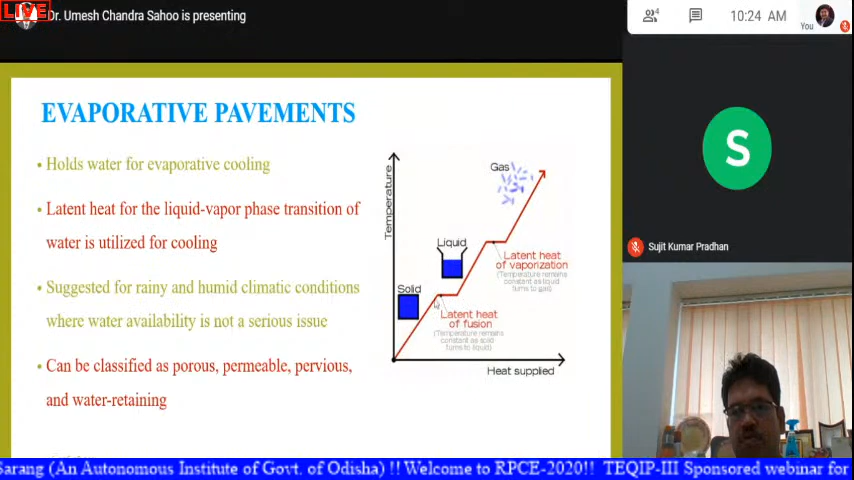 LIVE
Dr. Umesh Chandra Sahoo is presenting
4
10:24 AM
You
EVAPORATIVE PAVEMENTS
• Holds water for evaporative cooling
• Latent heat for the liquid-vapor phase transition of
water is utilized for cooling
• Suggested for rainy and humid climatic conditions
where water availability is not a serious issue
• Can be classified as porous, permeable, pervious,
and water-retaining
Temperature
Gas
Liquid
Latent heat
of vaporization
(Temperature remains
constant as liquid
turns to gas)
Solid
Latent heat
of fusion
(Temperature remains
constant as solid
turns to liquid)
Heat supplied
S
Sujit Kumar Pradhan
Sarang (An Autonomous Institute of Govt. of Odisha) !! Welcome to RPCE-2020!! TEQIP-III Sponsored webinar for